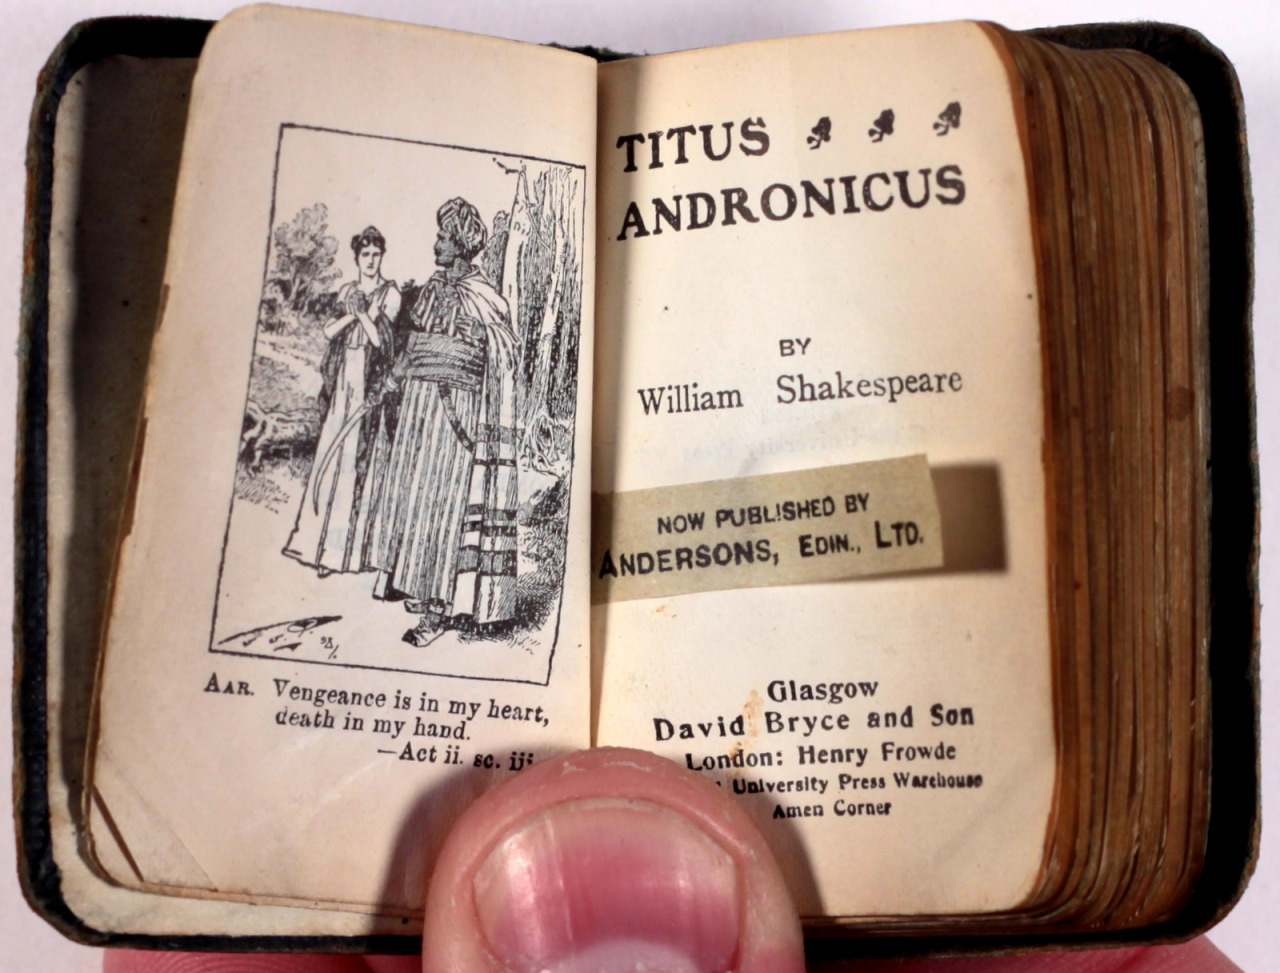 AAR. Vengeance is in my heart,
death in my hand.
—Act ii. sc. iii.
TITUS
ANDRONICUS
BY
William Shakespeare
NOW PUBLISHED BY
ANDERSONS, EDIN., LTD.
Glasgow
David Bryce and Son
London: Henry Frowde
University Press Warehouse
Amen Corner